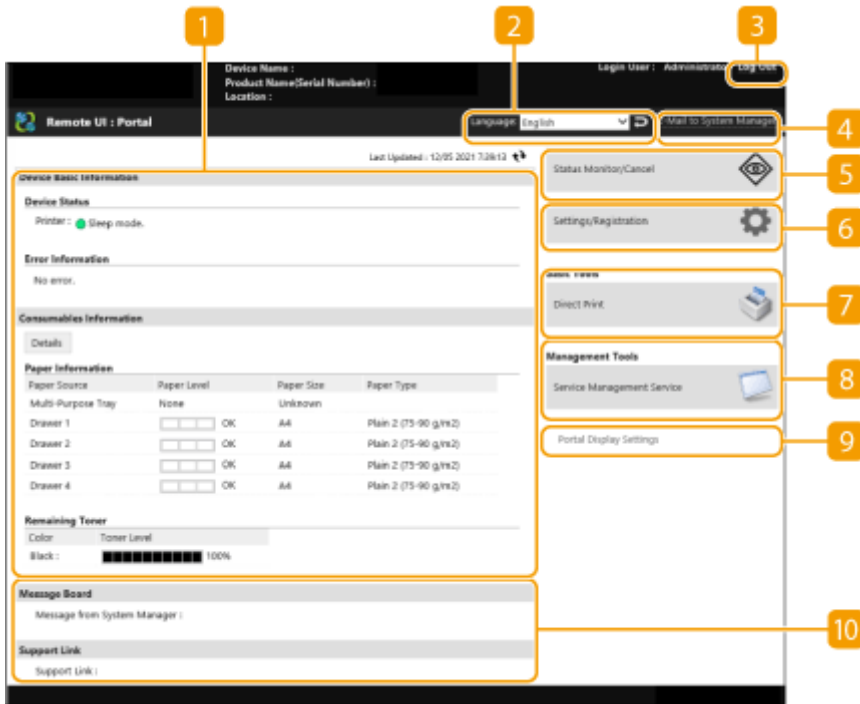 1
2
3
Device Name :
Login User : Administrator Log Out
Product Name(Serial Number) :
Location :
Remote UI : Portal
Language: English
Mail to System Manager
4
Last Updated : 12/05 2021 7:39:13
Device Basic Information
Status Monitor/Cancel
5
Device Status
Printer : Sleep mode.
Settings/Registration
6
Error Information
No error.
Basic Tools
Direct Print
7
Consumables Information
Details
Management Tools
Paper Information
Service Management Service
8
Paper Source Paper Level Paper Size Paper Type
Multi-Purpose Tray None Unknown
Drawer 1 OK A4 Plain 2 (75-90 g/m2)
Portal Display Settings
9
Drawer 2 OK A4 Plain 2 (75-90 g/m2)
Drawer 3 OK A4 Plain 2 (75-90 g/m2)
Drawer 4 OK A4 Plain 2 (75-90 g/m2)
Remaining Toner
Color Toner Level
Black : 100%
Message Board
Message from System Manager :
10
Support Link
Support Link :